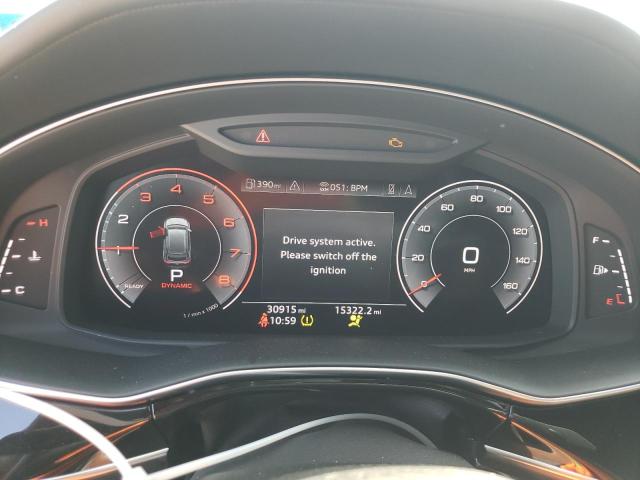 390mi 051: BPM
4 5
3 6
2 7
1 8
READY
P
DYNAMIC
1 / min x 1000
Drive system active.
Please switch off the
ignition
30915 mi 15322.2 mi
10:59
80
60 100
40 120
20 140
0 160
0
MPH
H
C
F
E